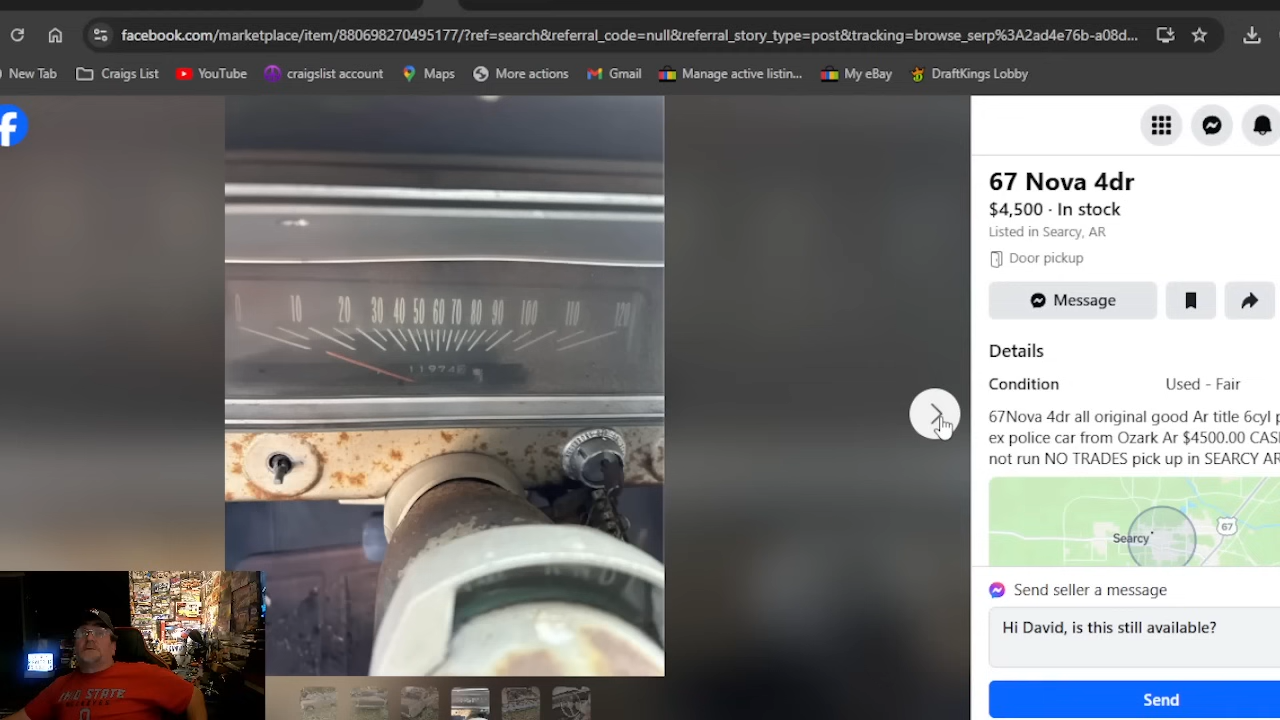 facebook.com/marketplace/item/880698270495177/?ref=search&referral_code=null&referral_story_type=post&tracking=browse_serp%3A2ad4e76b-a08d...
New Tab Craigs List YouTube craigslist account Maps More actions Gmail Manage active listin... My eBay DraftKings Lobby
67 Nova 4dr
$4,500 · In stock
Listed in Searcy, AR
Door pickup
Message
Details
Condition Used - Fair
67Nova 4dr all original good Ar title 6cyl p
ex police car from Ozark Ar $4500.00 CAS
not run NO TRADES pick up in SEARCY AR
0 10 20 30 40 50 60 70 80 90 100 110 120
11974
Searcy
67
Send seller a message
Hi David, is this still available?
Send
STATE